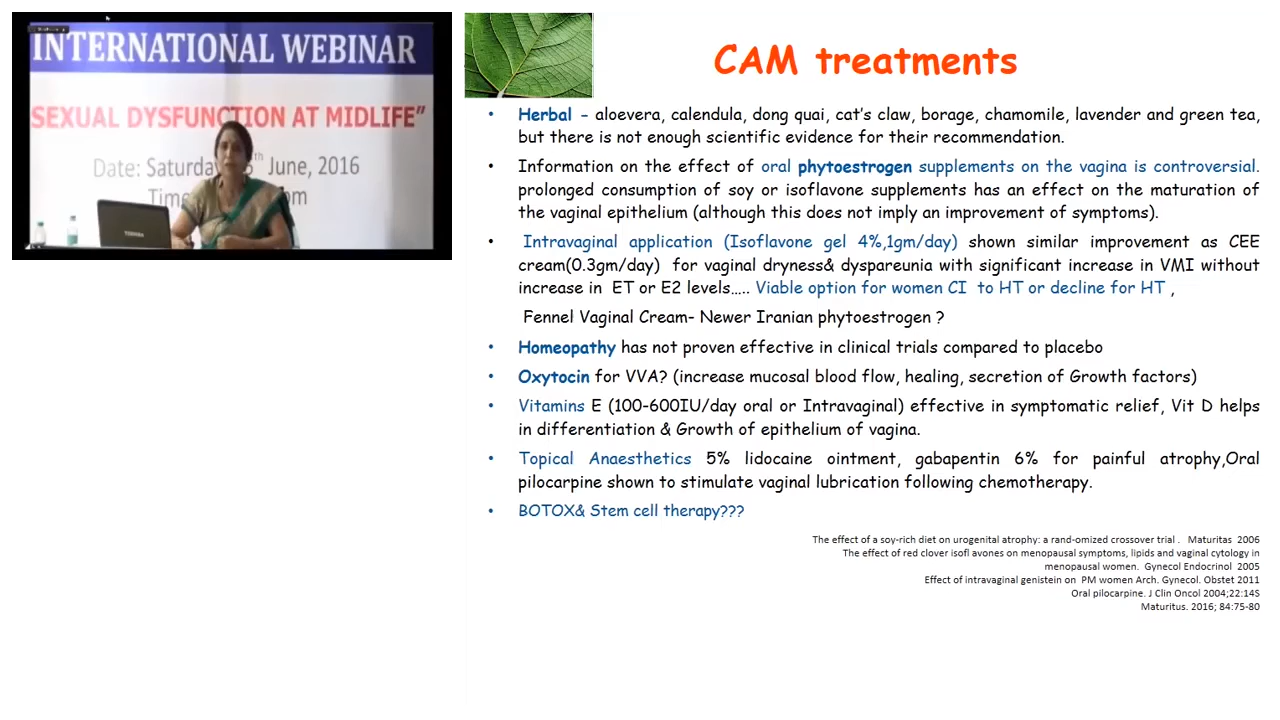 INTERNATIONAL WEBINAR
SEXUAL DYSFUNCTION AT MIDLIFE”
Date: Saturday th June, 2016
TOSHIBA
CAM treatments
• Herbal – aloevera, calendula, dong quai, cat’s claw, borage, chamomile, lavender and green tea,
but there is not enough scientific evidence for their recommendation.
• Information on the effect of oral phytoestrogen supplements on the vagina is controversial.
prolonged consumption of soy or isoflavone supplements has an effect on the maturation of
the vaginal epithelium (although this does not imply an improvement of symptoms).
• Intravaginal application (Isoflavone gel 4%,1gm/day) shown similar improvement as CEE
cream(0.3gm/day) for vaginal dryness& dyspareunia with significant increase in VMI without
increase in ET or E2 levels….. Viable option for women CI to HT or decline for HT ,
Fennel Vaginal Cream- Newer Iranian phytoestrogen ?
• Homeopathy has not proven effective in clinical trials compared to placebo
• Oxytocin for VVA? (increase mucosal blood flow, healing, secretion of Growth factors)
• Vitamins E (100-600IU/day oral or Intravaginal) effective in symptomatic relief, Vit D helps
in differentiation & Growth of epithelium of vagina.
• Topical Anaesthetics 5% lidocaine ointment, gabapentin 6% for painful atrophy,Oral
pilocarpine shown to stimulate vaginal lubrication following chemotherapy.
• BOTOX& Stem cell therapy???
The effect of a soy-rich diet on urogenital atrophy: a rand-omized crossover trial . Maturitas 2006
The effect of red clover isofl avones on menopausal symptoms, lipids and vaginal cytology in
menopausal women. Gynecol Endocrinol 2005
Effect of intravaginal genistein on PM women Arch. Gynecol. Obstet 2011
Oral pilocarpine. J Clin Oncol 2004;22:14S
Maturitus. 2016; 84:75-80